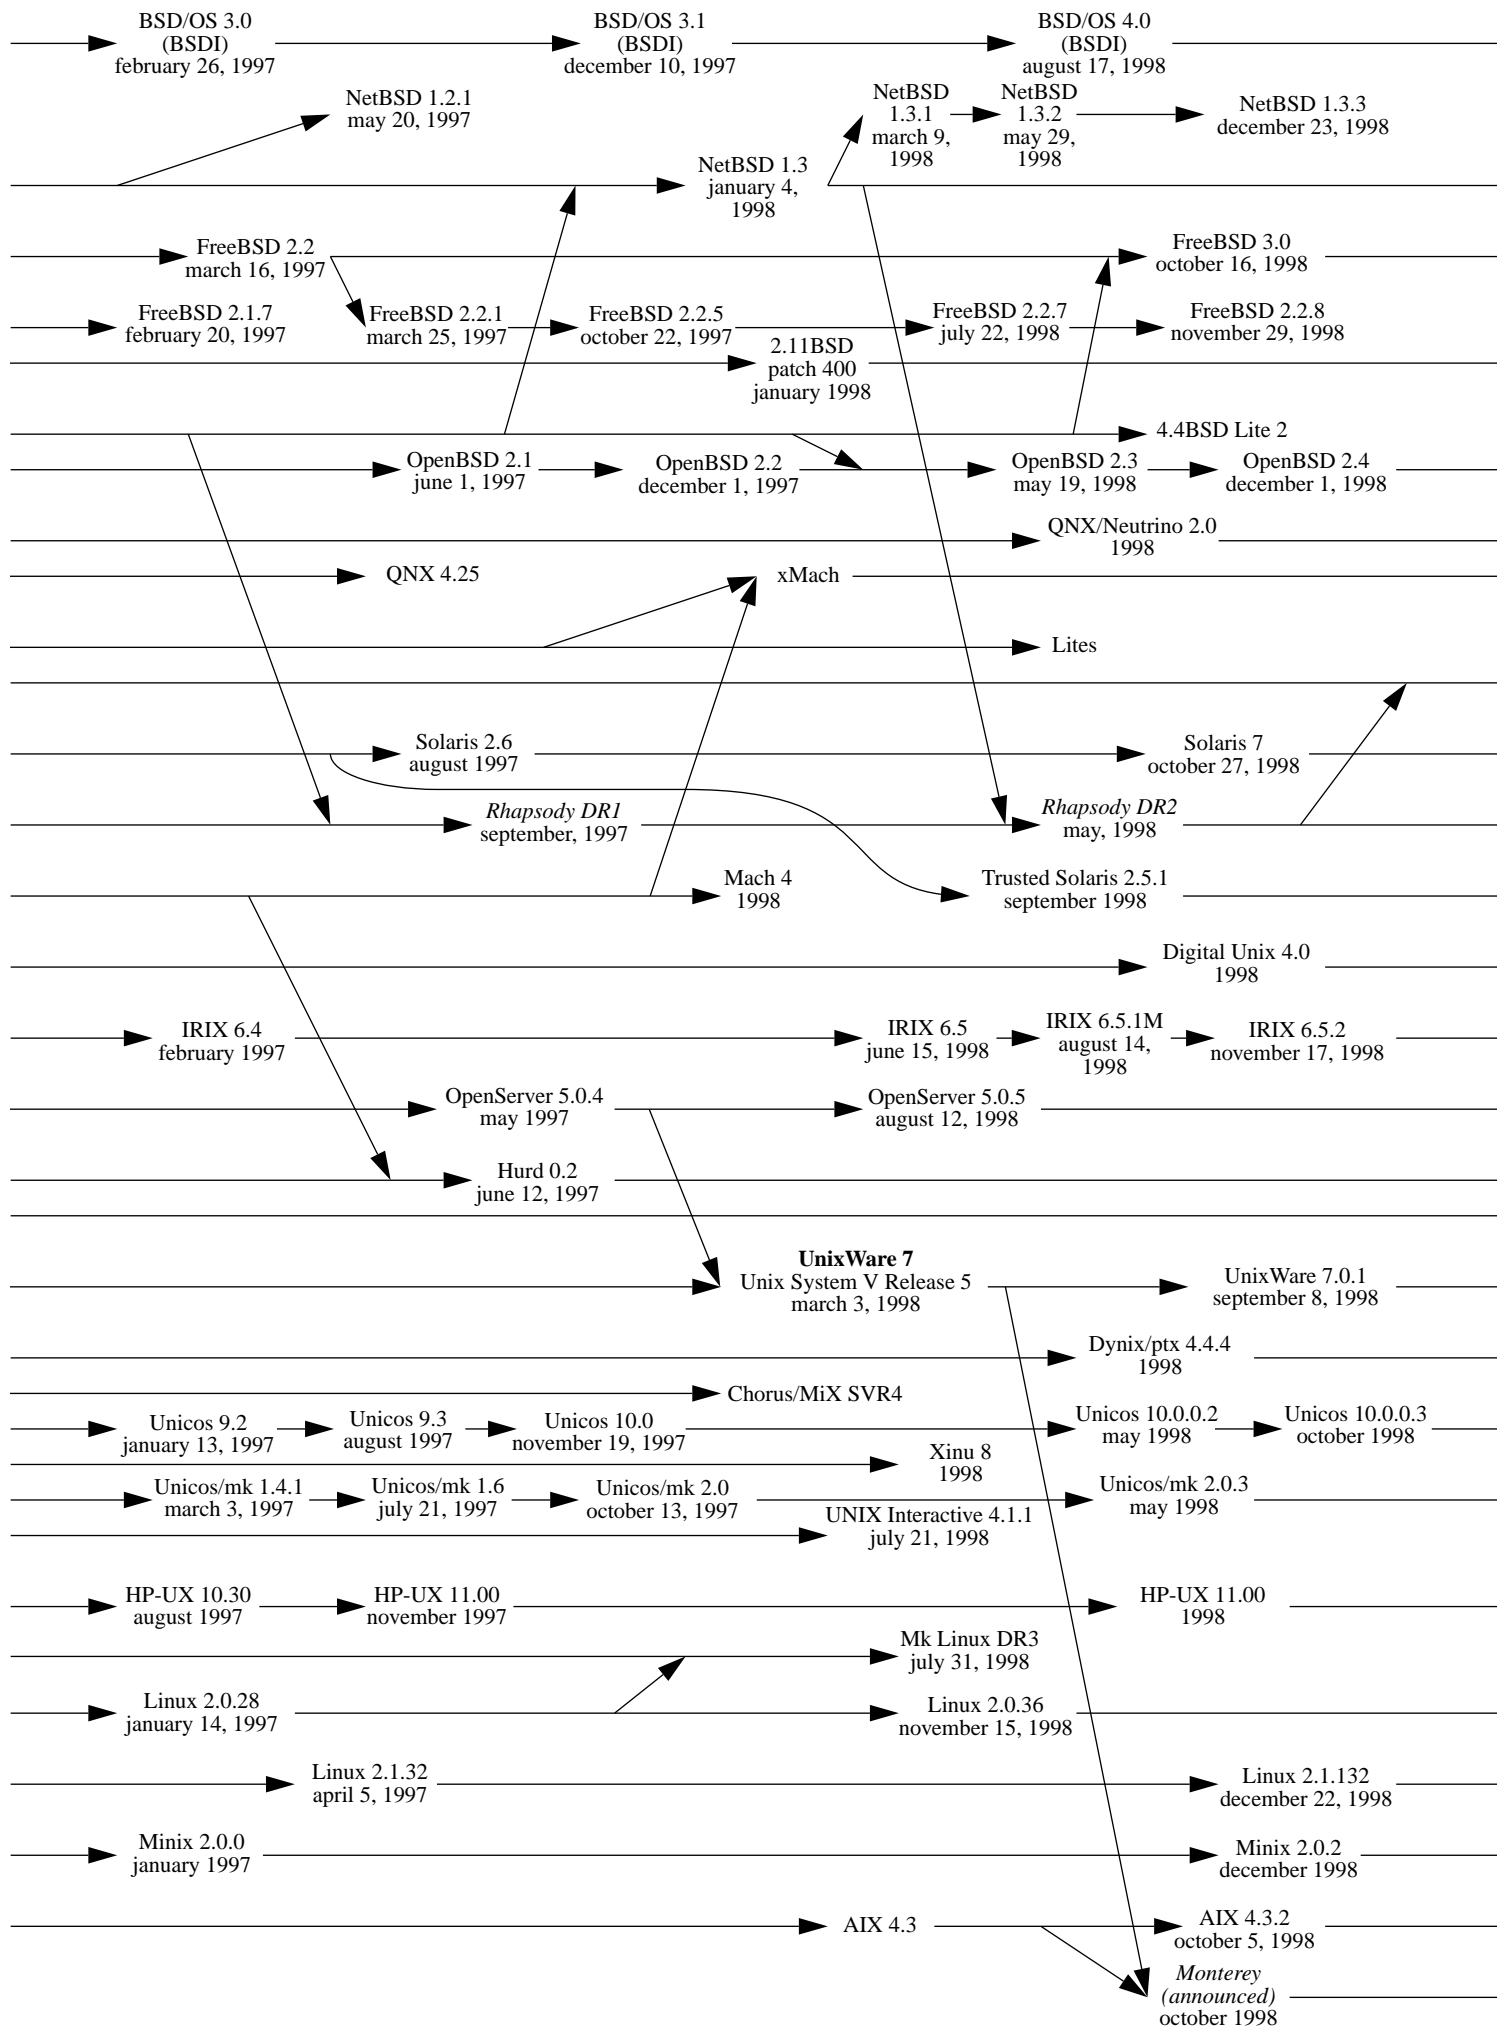 BSD/OS 3.0
(BSDI)
february 26, 1997
BSD/OS 3.1
(BSDI)
december 10, 1997
BSD/OS 4.0
(BSDI)
august 17, 1998
NetBSD 1.2.1
may 20, 1997
NetBSD
1.3.1
march 9,
1998
NetBSD
1.3.2
may 29,
1998
NetBSD 1.3.3
december 23, 1998
NetBSD 1.3
january 4,
1998
FreeBSD 2.2
march 16, 1997
FreeBSD 3.0
october 16, 1998
FreeBSD 2.1.7
february 20, 1997
FreeBSD 2.2.1
march 25, 1997
FreeBSD 2.2.5
october 22, 1997
FreeBSD 2.2.7
july 22, 1998
FreeBSD 2.2.8
november 29, 1998
2.11BSD
patch 400
january 1998
4.4BSD Lite 2
OpenBSD 2.1
june 1, 1997
OpenBSD 2.2
december 1, 1997
OpenBSD 2.3
may 19, 1998
OpenBSD 2.4
december 1, 1998
QNX/Neutrino 2.0
1998
QNX 4.25
xMach
Lites
Solaris 2.6
august 1997
Solaris 7
october 27, 1998
Rhapsody DR1
september, 1997
Rhapsody DR2
may, 1998
Mach 4
1998
Trusted Solaris 2.5.1
september 1998
Digital Unix 4.0
1998
IRIX 6.4
february 1997
IRIX 6.5
june 15, 1998
IRIX 6.5.1M
august 14,
1998
IRIX 6.5.2
november 17, 1998
OpenServer 5.0.4
may 1997
OpenServer 5.0.5
august 12, 1998
Hurd 0.2
june 12, 1997
UnixWare 7
Unix System V Release 5
march 3, 1998
UnixWare 7.0.1
september 8, 1998
Dynix/ptx 4.4.4
1998
Chorus/MiX SVR4
Unicos 9.2
january 13, 1997
Unicos 9.3
august 1997
Unicos 10.0
november 19, 1997
Unicos 10.0.0.2
may 1998
Unicos 10.0.0.3
october 1998
Xinu 8
1998
Unicos/mk 1.4.1
march 3, 1997
Unicos/mk 1.6
july 21, 1997
Unicos/mk 2.0
october 13, 1997
Unicos/mk 2.0.3
may 1998
UNIX Interactive 4.1.1
july 21, 1998
HP-UX 10.30
august 1997
HP-UX 11.00
november 1997
HP-UX 11.00
1998
Mk Linux DR3
july 31, 1998
Linux 2.0.28
january 14, 1997
Linux 2.0.36
november 15, 1998
Linux 2.1.32
april 5, 1997
Linux 2.1.132
december 22, 1998
Minix 2.0.0
january 1997
Minix 2.0.2
december 1998
AIX 4.3
AIX 4.3.2
october 5, 1998
Monterey
(announced)
october 1998